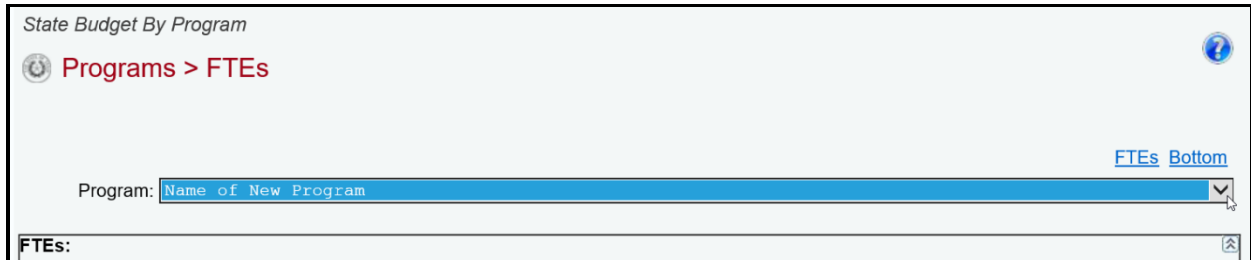 State Budget By Program
Programs > FTEs
FTEs Bottom
Program: Name of New Program
FTEs: